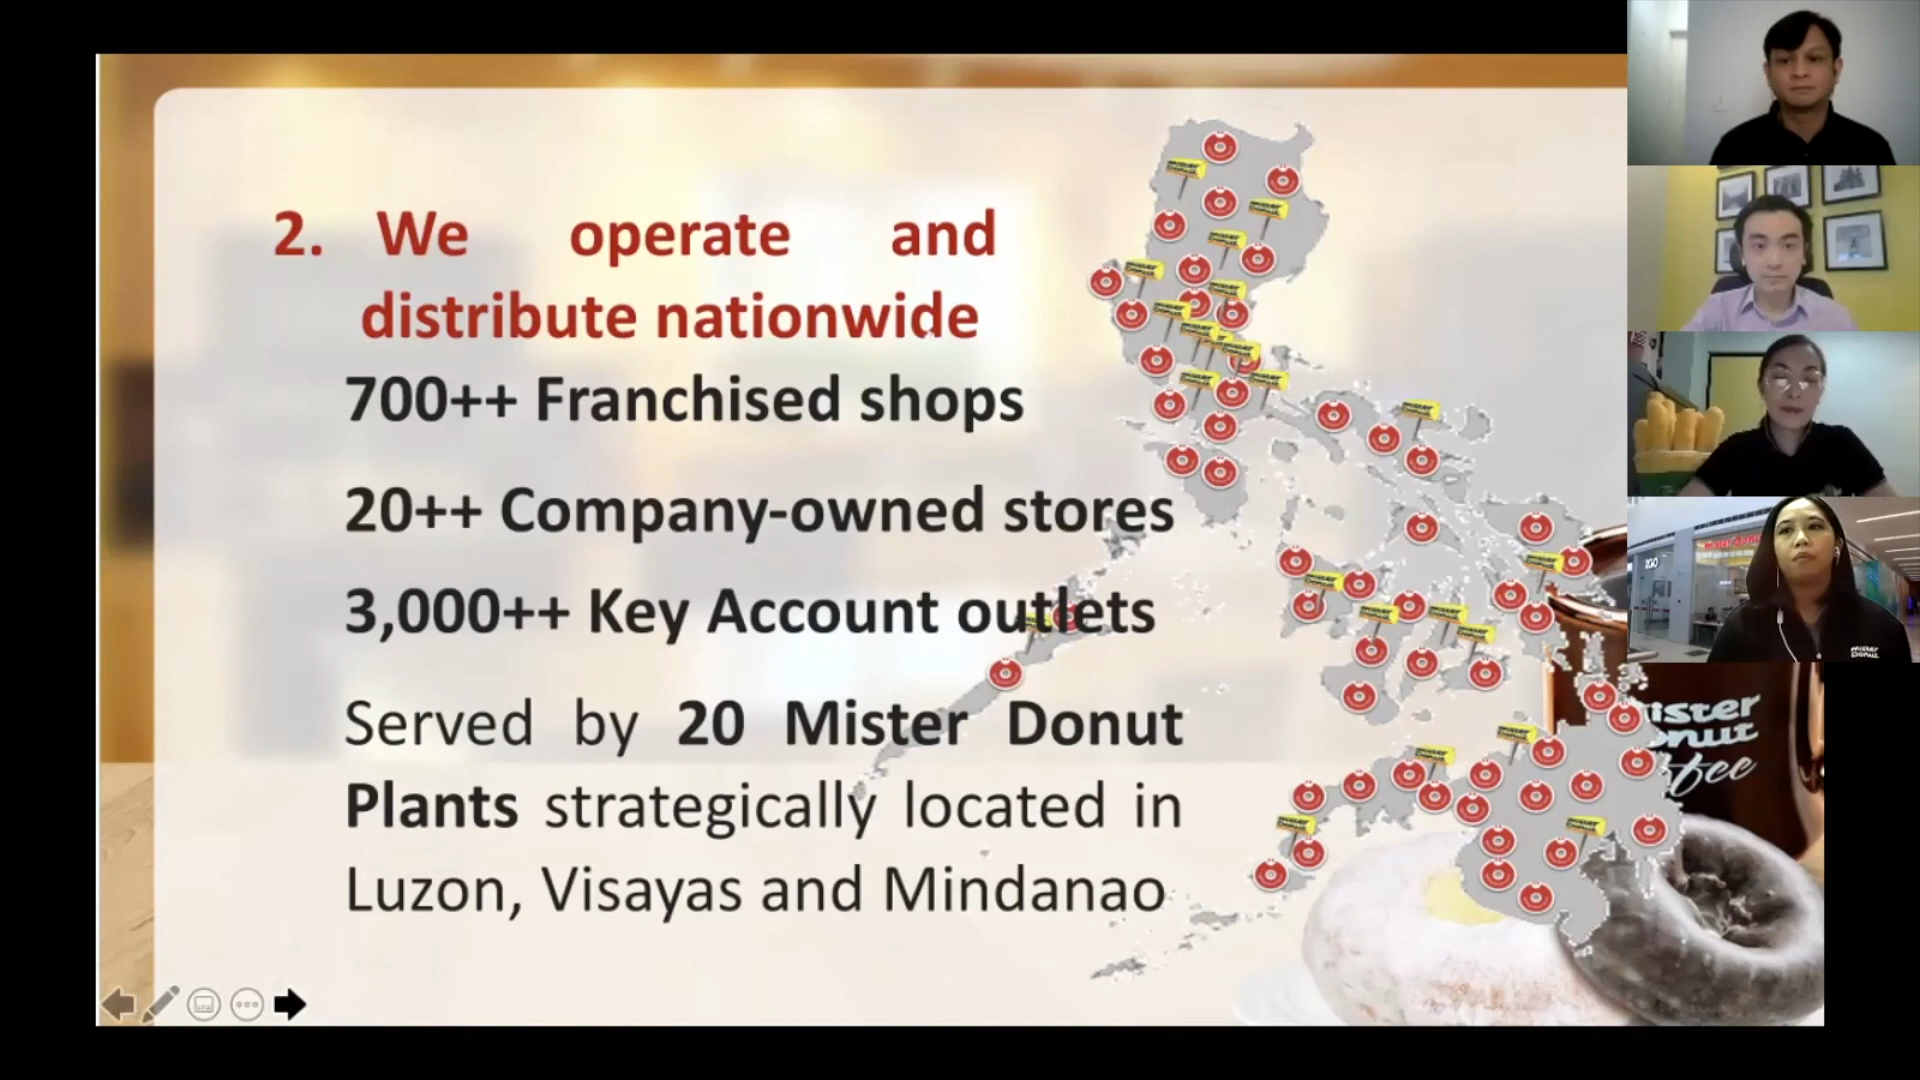 2. We operate and
distribute nationwide
700++ Franchised shops
20++ Company-owned stores
3,000++ Key Account outlets
Served by 20 Mister Donut
Plants strategically located in
Luzon, Visayas and Mindanao